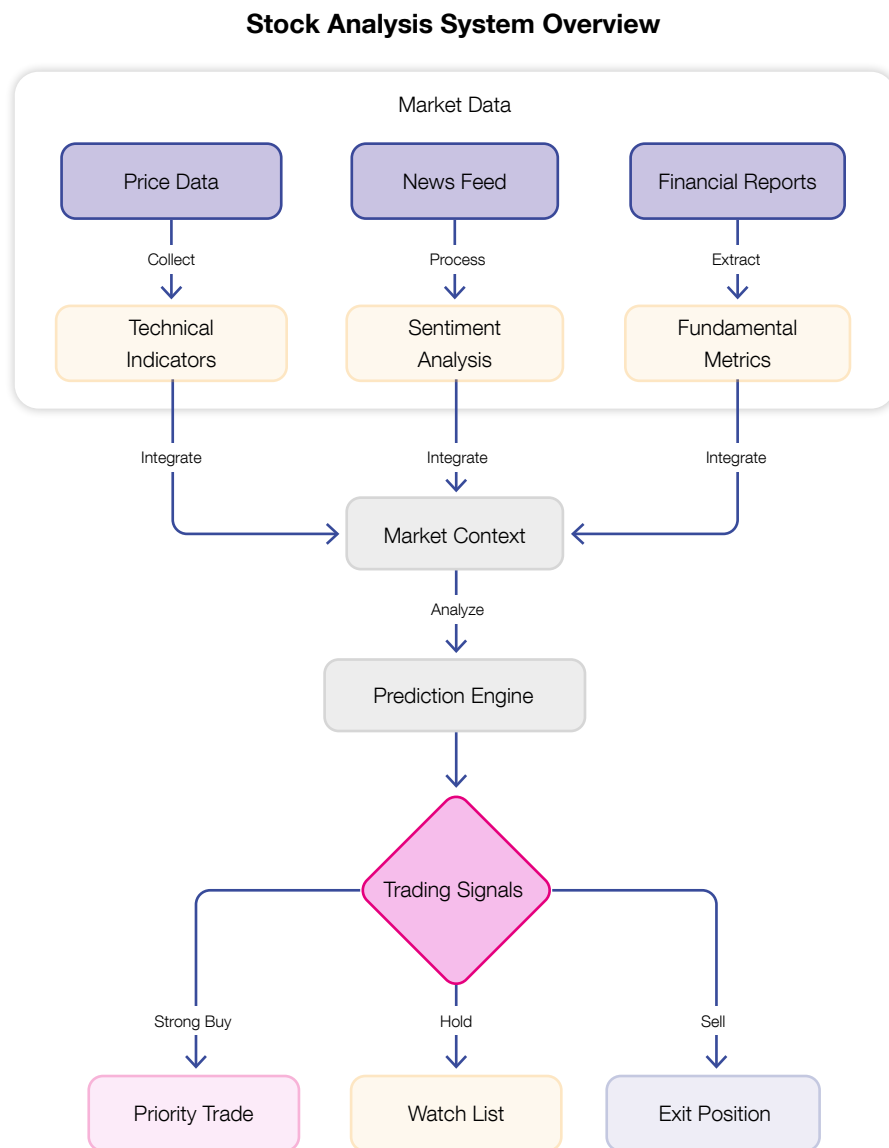 Stock Analysis System Overview
Market Data
Price Data
News Feed
Financial Reports
Collect
Process
Extract
Technical
Indicators
Sentiment
Analysis
Fundamental
Metrics
Integrate
Integrate
Integrate
Market Context
Analyze
Prediction Engine
Trading Signals
Strong Buy
Hold
Sell
Priority Trade
Watch List
Exit Position